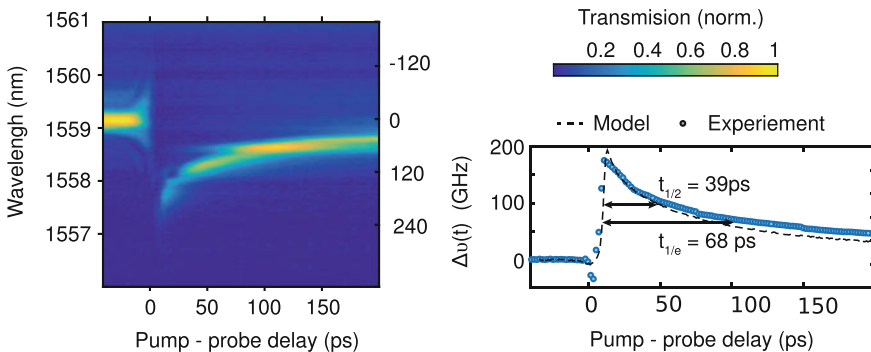 1561
1560
1559
1558
1557
Wavelengh (nm)
-120
0
120
240
0 50 100 150
Pump - probe delay (ps)
Transmision (norm.)
0.2 0.4 0.6 0.8 1
Model Experiement
200
100
0
Δυ(t) (GHz)
t1/2 = 39ps
t1/e = 68 ps
0 50 100 150
Pump - probe delay (ps)